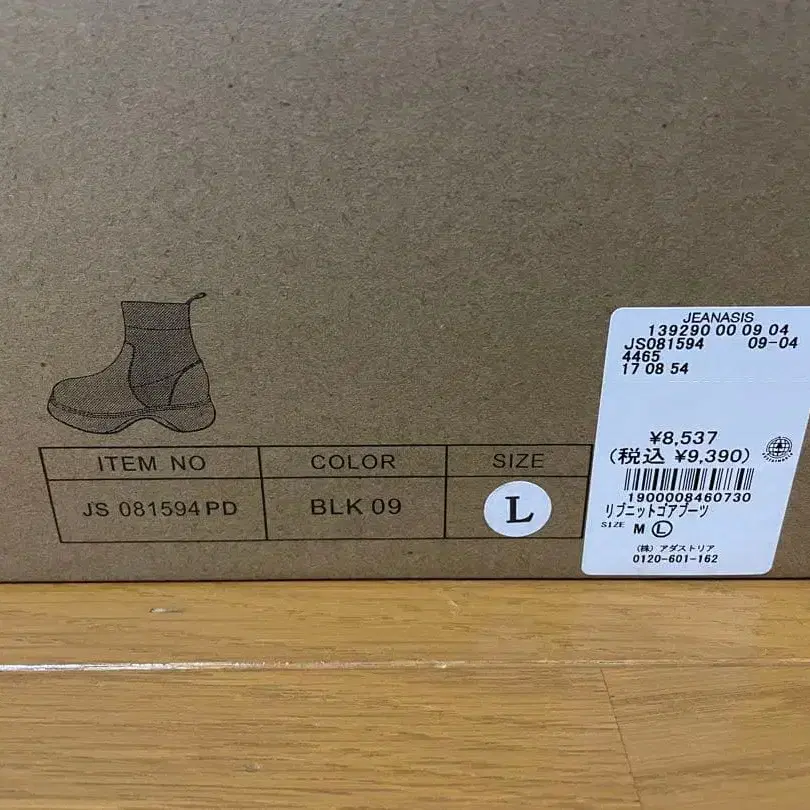 ITEM NO COLOR SIZE
JS 081594PD BLK 09 L
JEANASIS
139290 00 09 04
JS081594 09-04
4465
17 08 54
¥8,537
(税込 ¥9,390)
1900008460730
リブニットゴアブーツ
SIZE M L
(株) アダストリア
0120-601-162